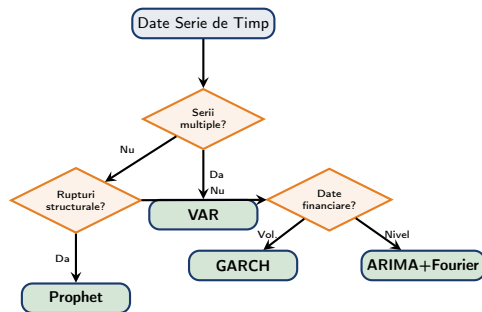 Date Serie de Timp
Serii
multiple?
Nu
Da
Nu
Rupturi
structurale?
VAR
Date
financiare?
Vol.
Nivel
Da
GARCH
ARIMA+Fourier
Prophet